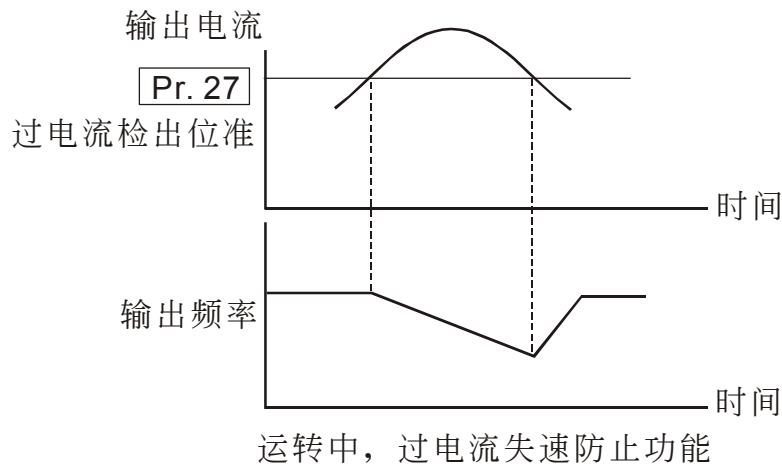 输出电流
Pr. 27
过电流检出位准
时间
输出频率
时间
运转中，过电流失速防止功能